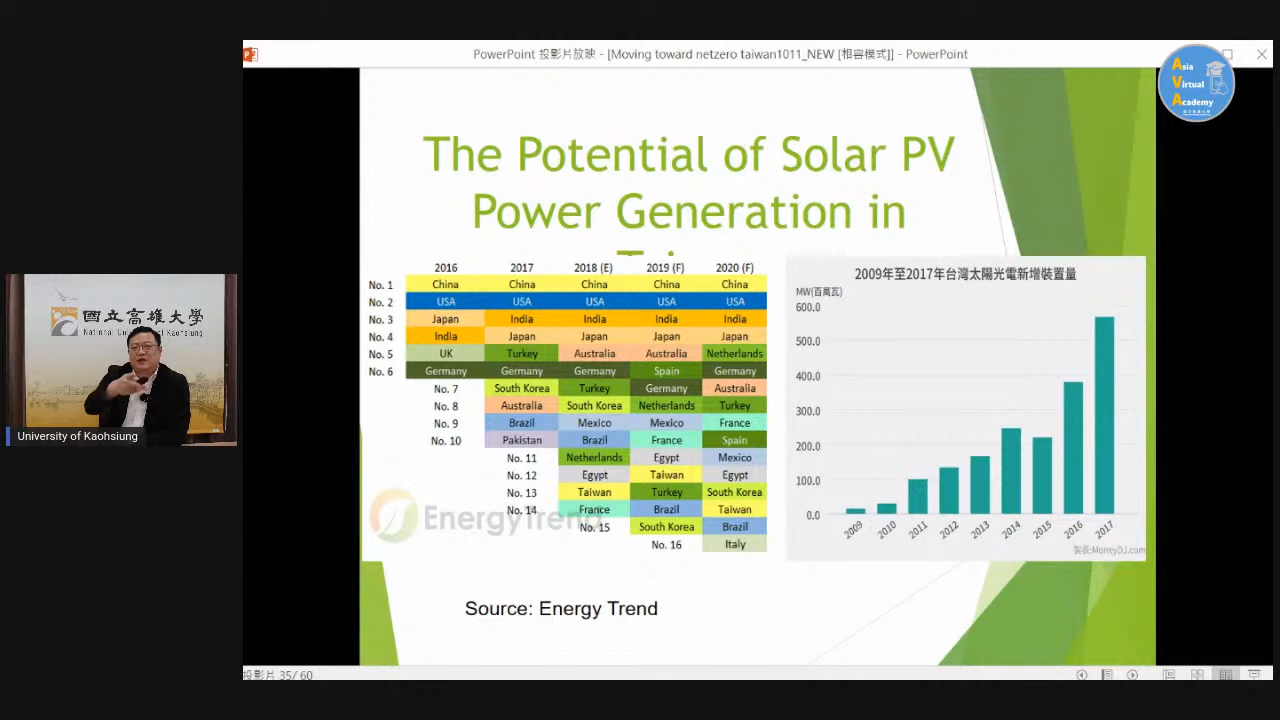 PowerPoint 投影片放映 - [Moving toward netzero taiwan1011_NEW [相容模式]] - PowerPoint
Asia
Virtual
Academy
The Potential of Solar PV
Power Generation in
2016 2017 2018 (E) 2019 (F) 2020 (F)
No. 1 China China China China China
No. 2 USA USA USA USA USA
No. 3 Japan India India India India
No. 4 India Japan Japan Japan Japan
No. 5 UK Turkey Australia Australia Netherlands
No. 6 Germany Germany Germany Spain Germany
No. 7 South Korea Turkey Germany Australia
No. 8 Australia South Korea Netherlands Turkey
No. 9 Brazil Mexico Mexico France
No. 10 Pakistan Brazil France Spain
No. 11 Netherlands Egypt Mexico
No. 12 Egypt Taiwan Egypt
No. 13 Taiwan Turkey South Korea
No. 14 France Brazil Taiwan
No. 15 South Korea Brazil
No. 16 Italy
EnergyTrend
2009年至2017年台灣太陽光電新增裝置量
MW(百萬瓦)
600.0
500.0
400.0
300.0
200.0
100.0
0.0
2009 2010 2011 2012 2013 2014 2015 2016 2017
製表:MoneyDJ.com
Source: Energy Trend
國立高雄大學
National University of Kaohsiung
University of Kaohsiung
投影片 35/ 60